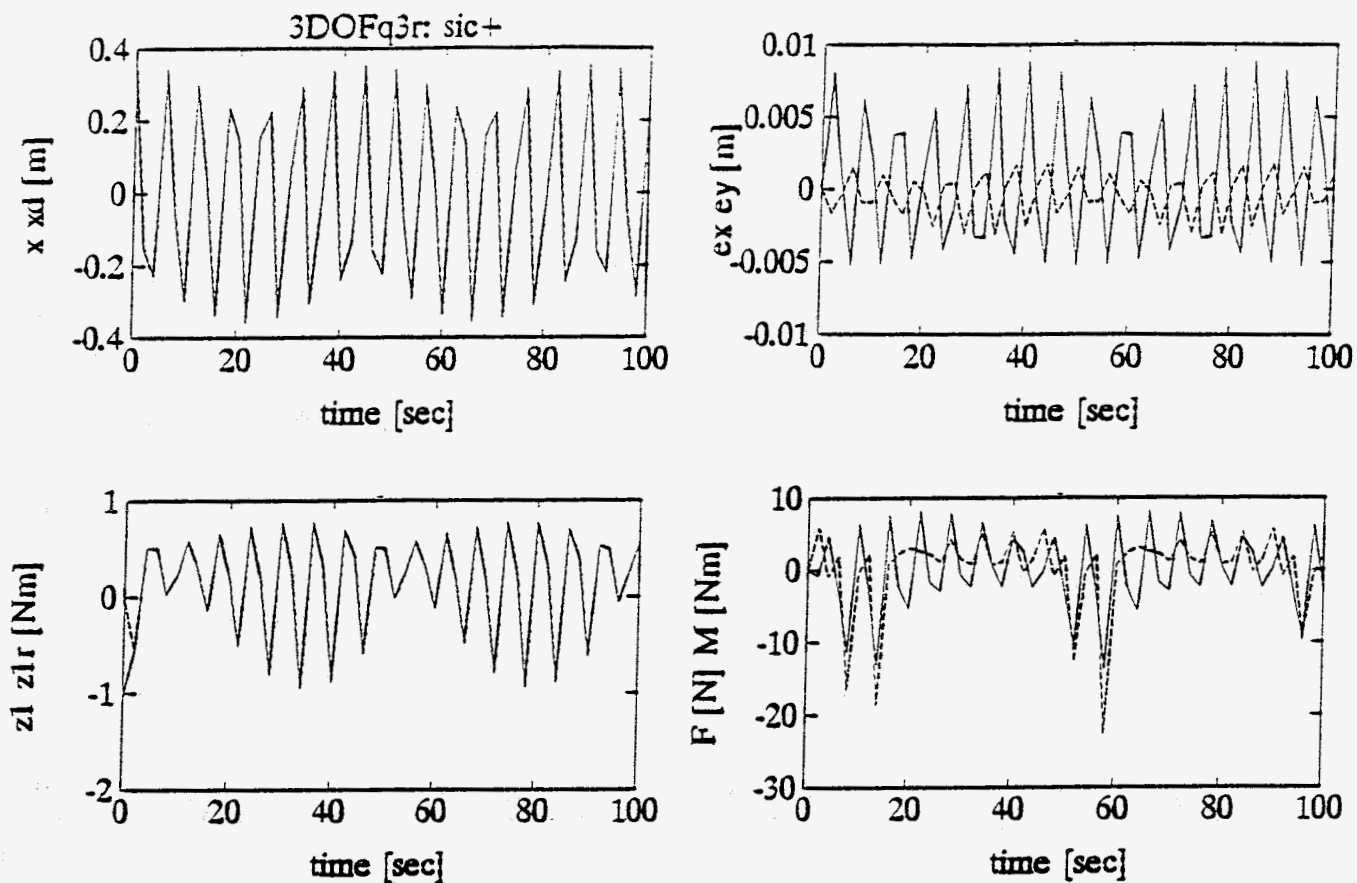 3DOFq3r: sic+
0.4
0.2
0
-0.2
-0.4
x xd [m]
0 20 40 60 80 100
time [sec]
0.01
0.005
0
-0.005
-0.01
ex ey [m]
0 20 40 60 80 100
time [sec]
1
0
-1
-2
z1 z1r [Nm]
0 20 40 60 80 100
time [sec]
10
0
-10
-20
-30
F [N] M [Nm]
0 20 40 60 80 100
time [sec]